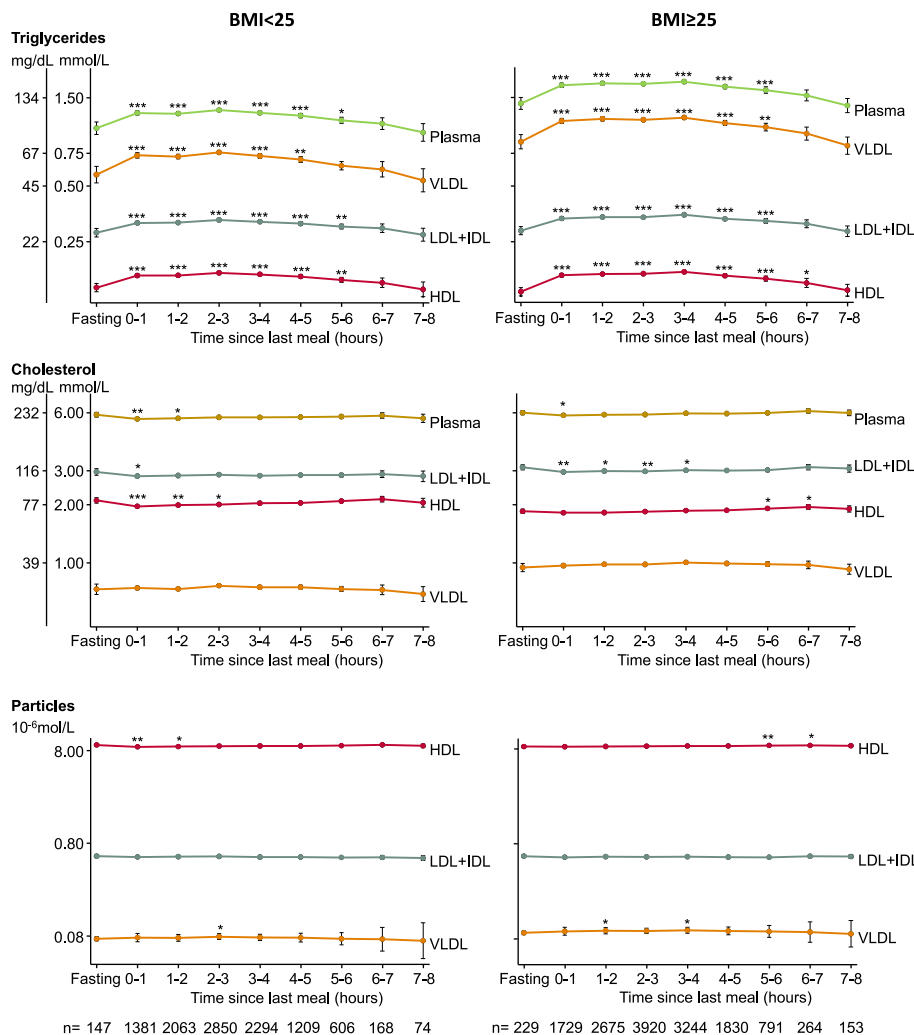 BMI<25
BMI≥25
Triglycerides
mg/dL mmol/L
134 1.50
67 0.75
45 0.50
22 0.25
*** *** *** *** *** *
Plasma
*** *** *** *** **
VLDL
*** *** *** *** *** **
LDL+IDL
*** *** *** *** *** **
HDL
Fasting 0-1 1-2 2-3 3-4 4-5 5-6 6-7 7-8
Time since last meal (hours)
*** *** *** *** *** ***
Plasma
*** *** *** *** *** **
VLDL
*** *** *** *** *** ***
LDL+IDL
*** *** *** *** *** *** *
HDL
Fasting 0-1 1-2 2-3 3-4 4-5 5-6 6-7 7-8
Time since last meal (hours)
Cholesterol
mg/dL mmol/L
232 6.00
116 3.00
77 2.00
39 1.00
** *
Plasma
*
LDL+IDL
*** ** *
HDL
VLDL
Fasting 0-1 1-2 2-3 3-4 4-5 5-6 6-7 7-8
Time since last meal (hours)
*
Plasma
** * ** *
LDL+IDL
* *
HDL
VLDL
Fasting 0-1 1-2 2-3 3-4 4-5 5-6 6-7 7-8
Time since last meal (hours)
Particles
10⁻⁶mol/L
8.00
0.80
0.08
** *
HDL
LDL+IDL
*
VLDL
Fasting 0-1 1-2 2-3 3-4 4-5 5-6 6-7 7-8
Time since last meal (hours)
** *
HDL
LDL+IDL
* *
VLDL
Fasting 0-1 1-2 2-3 3-4 4-5 5-6 6-7 7-8
Time since last meal (hours)
n= 147 1381 2063 2850 2294 1209 606 168 74
n= 229 1729 2675 3920 3244 1830 791 264 153